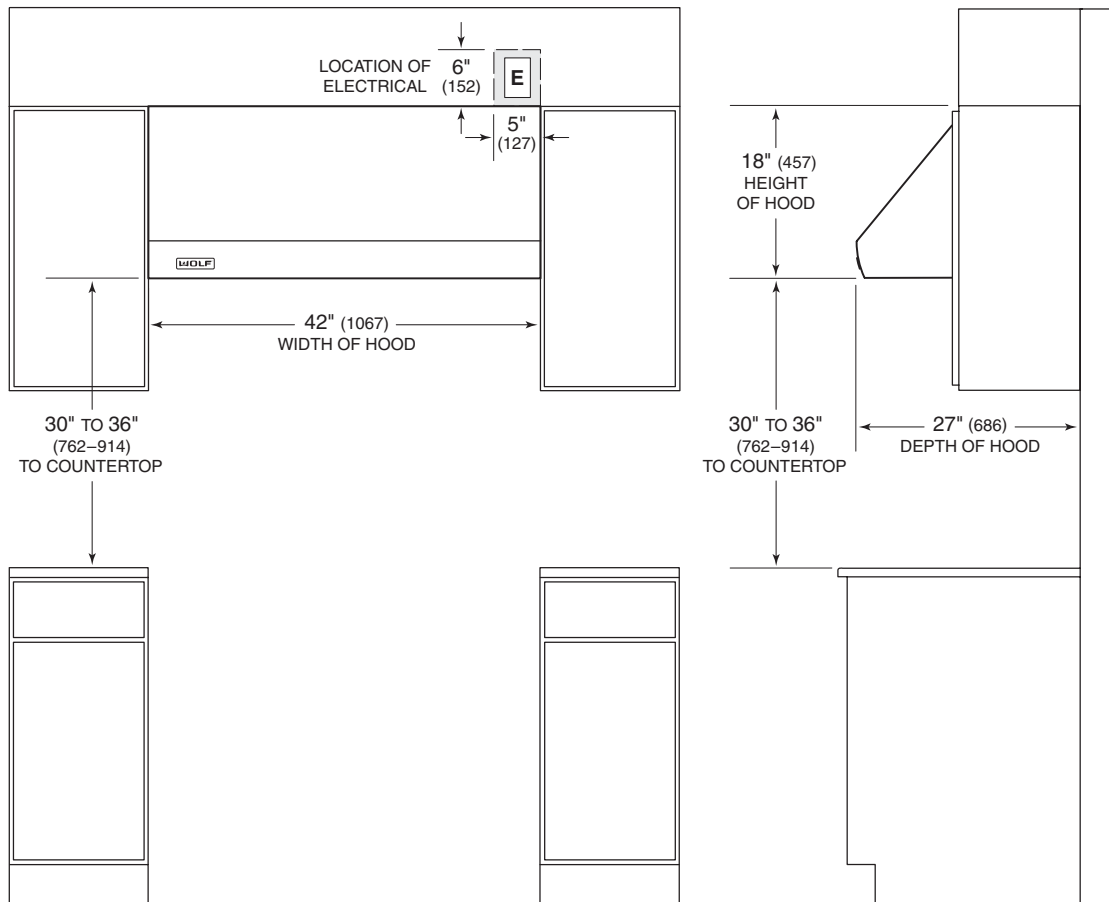 LOCATION OF
ELECTRICAL
6"
(152)
E
5"
(127)
18" (457)
HEIGHT
OF HOOD
WOLF
42" (1067)
WIDTH OF HOOD
30" TO 36"
(762–914)
TO COUNTERTOP
30" TO 36"
(762–914)
TO COUNTERTOP
27" (686)
DEPTH OF HOOD